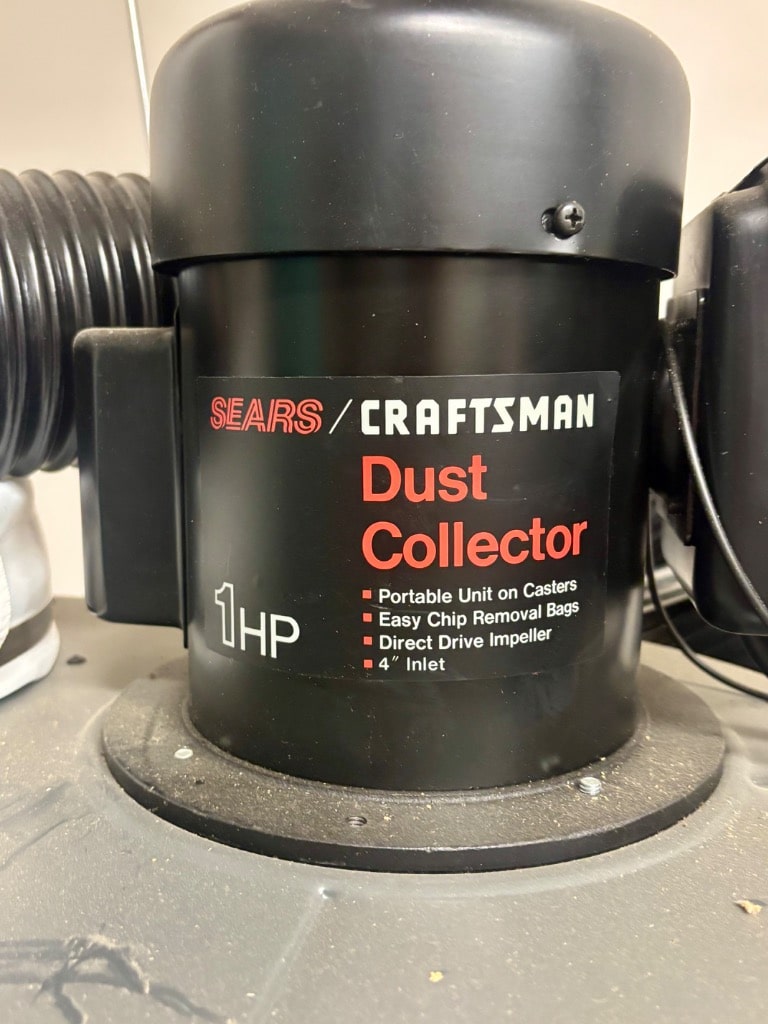 SEARS / CRAFTSMAN
Dust
Collector
▪ Portable Unit on Casters
▪ Easy Chip Removal Bags
▪ Direct Drive Impeller
▪ 4″ Inlet
1HP